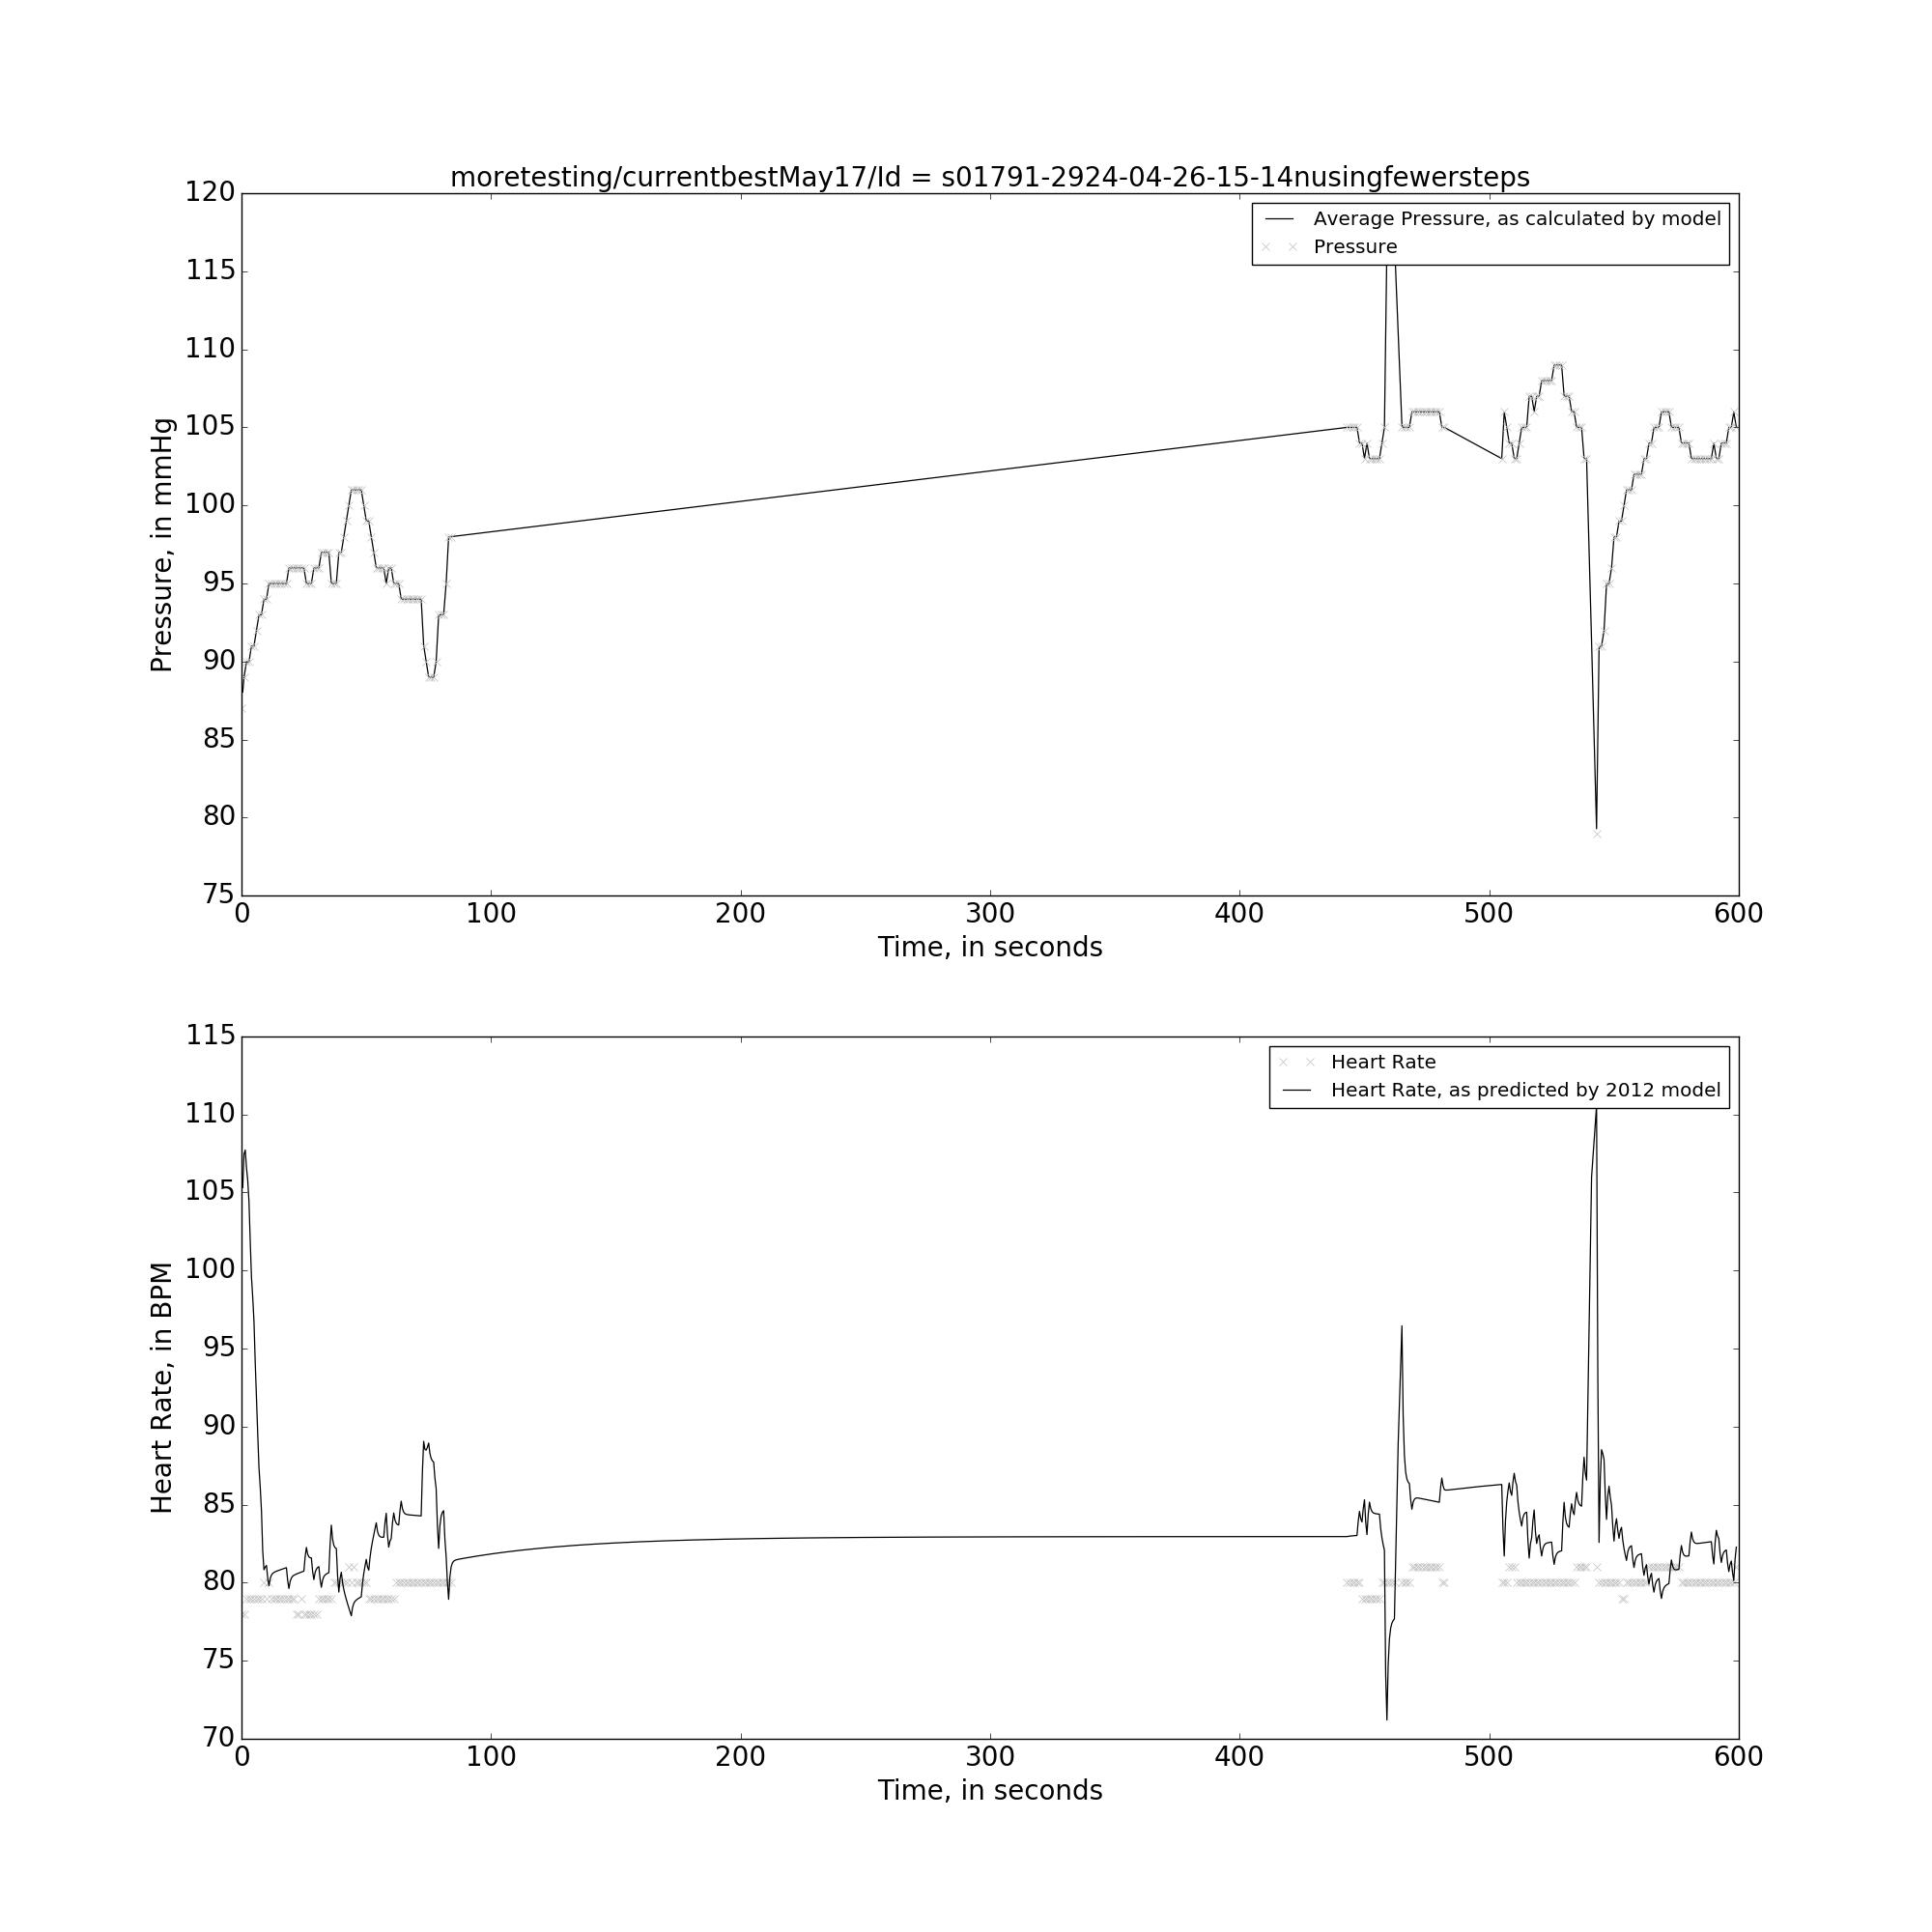 moretesting/currentbestMay17/Id = s01791-2924-04-26-15-14nusingfewersteps
120
115
110
105
100
95
90
85
80
75
Pressure, in mmHg
Average Pressure, as calculated by model
Pressure
0 100 200 300 400 500 600
Time, in seconds
115
110
105
100
95
90
85
80
75
70
Heart Rate, in BPM
Heart Rate
Heart Rate, as predicted by 2012 model
0 100 200 300 400 500 600
Time, in seconds